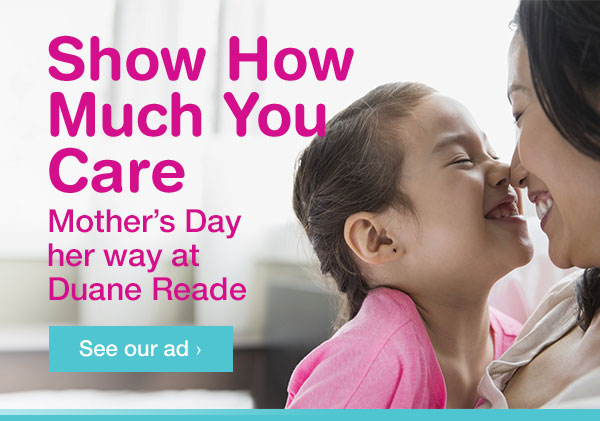 Show How
Much You
Care
Mother’s Day
her way at
Duane Reade
See our ad ›